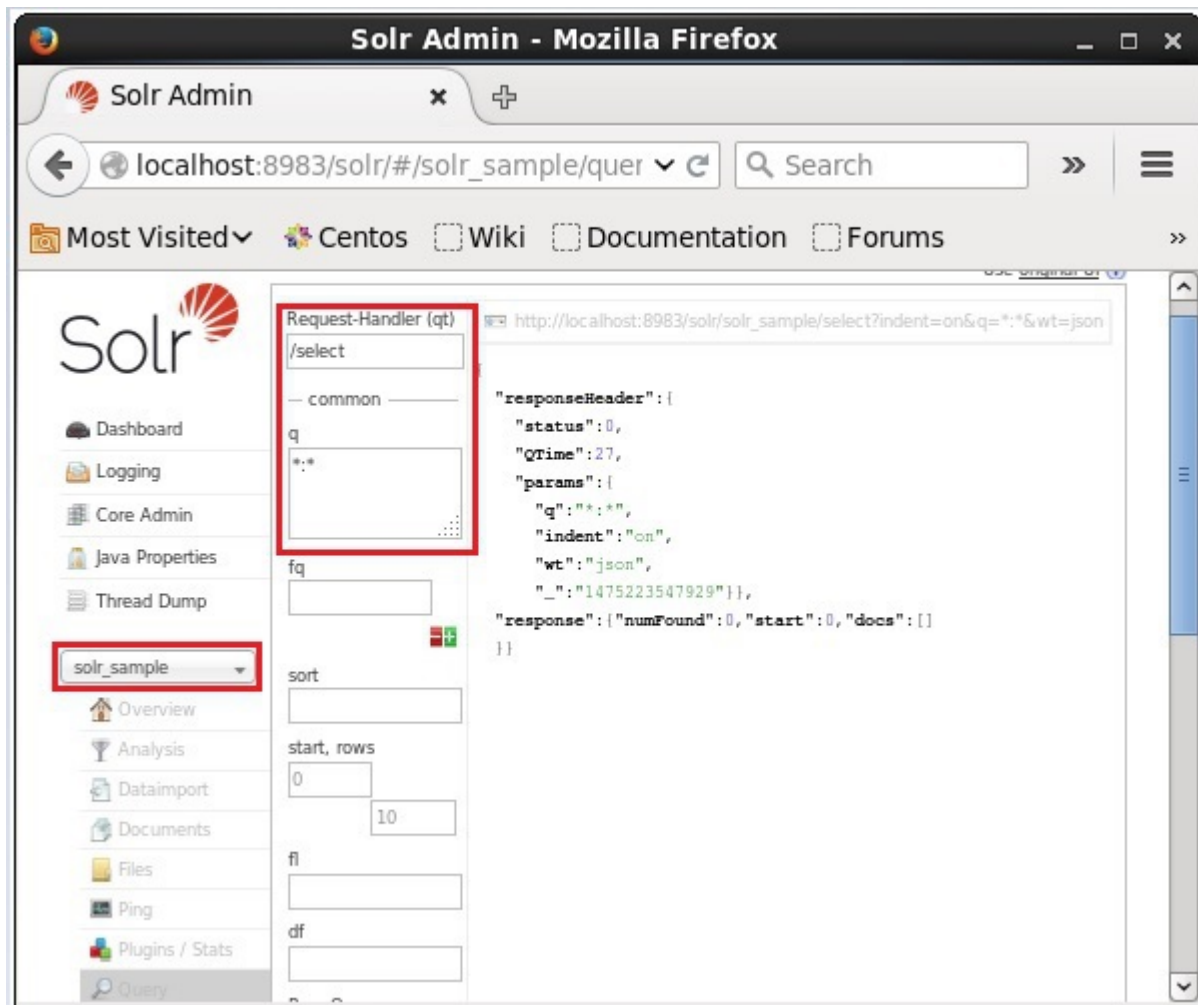 Solr Admin - Mozilla Firefox
Solr Admin
localhost:8983/solr/#/solr_sample/quer
Search
Most Visited
Centos
Wiki
Documentation
Forums
Solr
Dashboard
Logging
Core Admin
Java Properties
Thread Dump
solr_sample
Overview
Analysis
Dataimport
Documents
Files
Ping
Plugins / Stats
Query
Request-Handler (qt)
/select
common
q
*:*
fq
sort
start, rows
0
10
fl
df
http://localhost:8983/solr/solr_sample/select?indent=on&q=*:*&wt=json
{
"responseHeader":{
"status":0,
"QTime":27,
"params":{
"q":"*:*",
"indent":"on",
"wt":"json",
"_":"1475223547929"}},
"response":{"numFound":0,"start":0,"docs":[]
}}